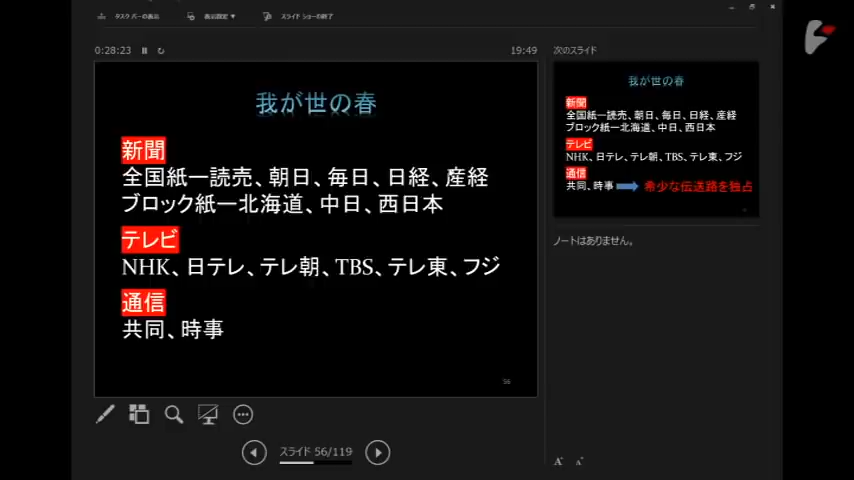 タスク バーの表示
表示設定 ▼
スライド ショーの終了
0:28:23
19:49
我が世の春
新聞
全国紙ー読売、朝日、毎日、日経、産経
ブロック紙ー北海道、中日、西日本
テレビ
NHK、日テレ、テレ朝、TBS、テレ東、フジ
通信
共同、時事
56
スライド 56/119
次のスライド
我が世の春
新聞
全国紙ー読売、朝日、毎日、日経、産経
ブロック紙ー北海道、中日、西日本
テレビ
NHK、日テレ、テレ朝、TBS、テレ東、フジ
通信
共同、時事 希少な伝送路を独占
ノートはありません。
A A